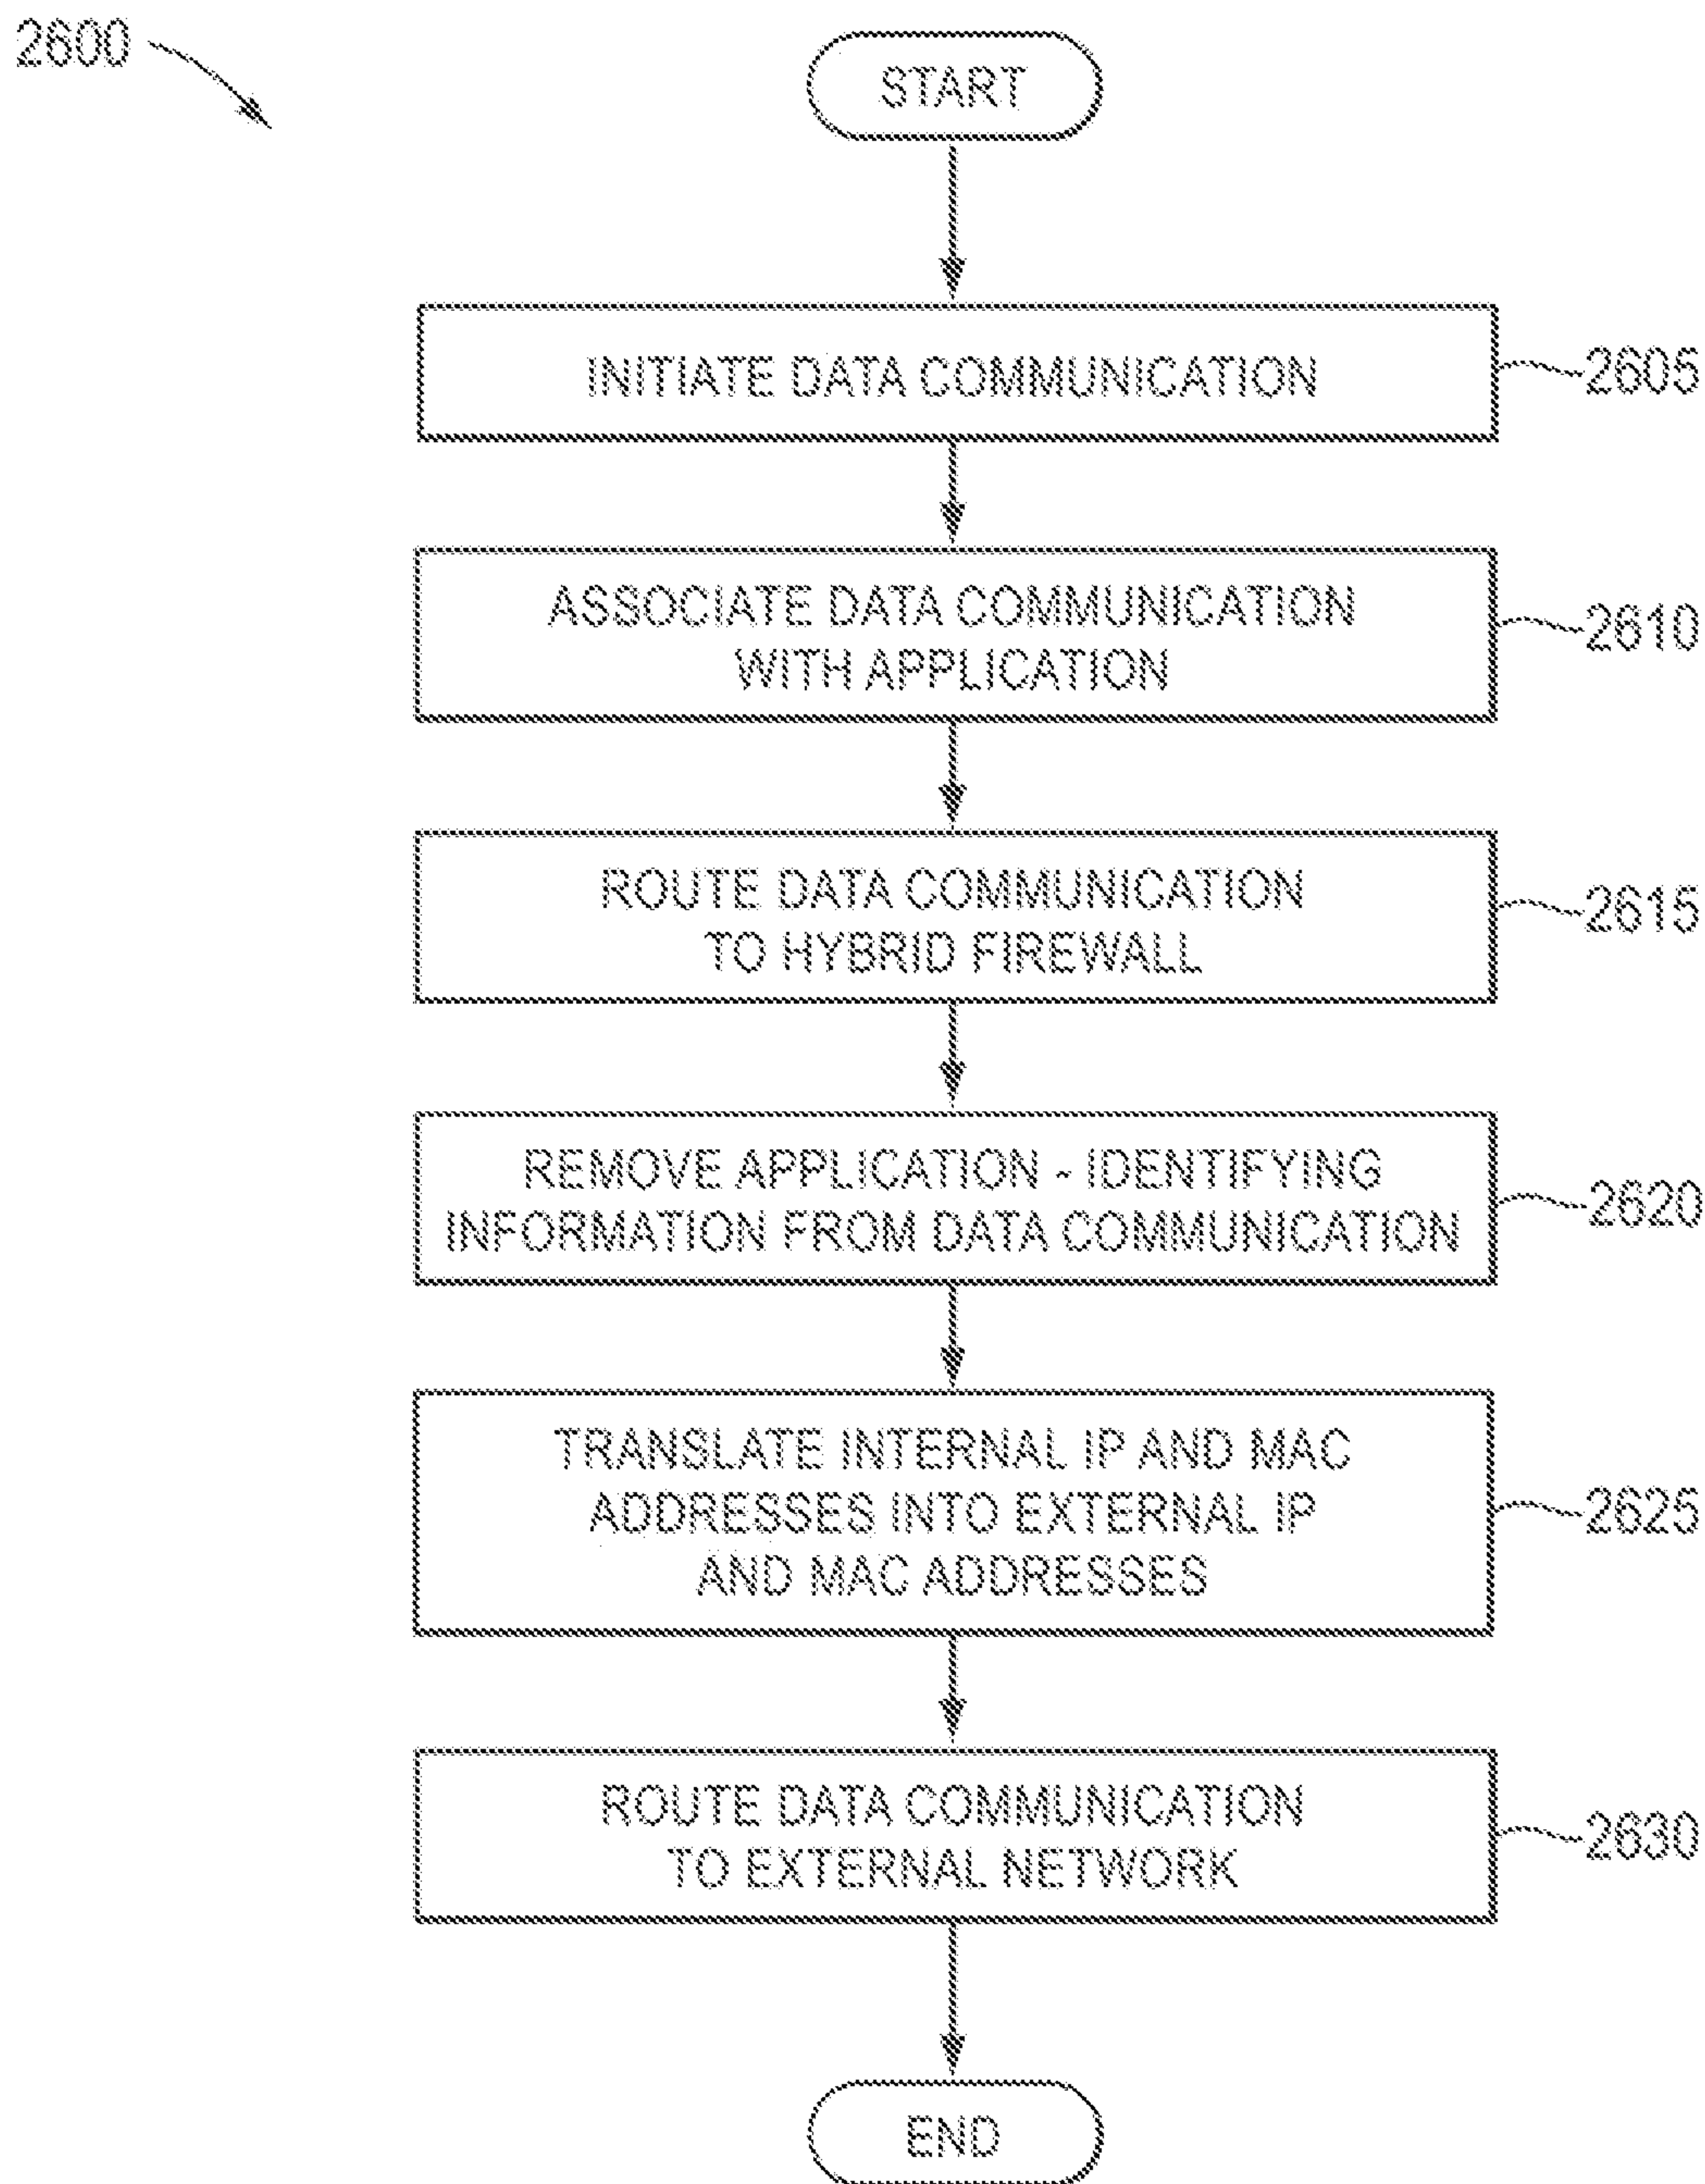 2600
START
INITIATE DATA COMMUNICATION
2605
ASSOCIATE DATA COMMUNICATION
WITH APPLICATION
2610
ROUTE DATA COMMUNICATION
TO HYBRID FIREWALL
2615
REMOVE APPLICATION - IDENTIFYING
INFORMATION FROM DATA COMMUNICATION
2620
TRANSLATE INTERNAL IP AND MAC
ADDRESSES INTO EXTERNAL IP
AND MAC ADDRESSES
2625
ROUTE DATA COMMUNICATION
TO EXTERNAL NETWORK
2630
END